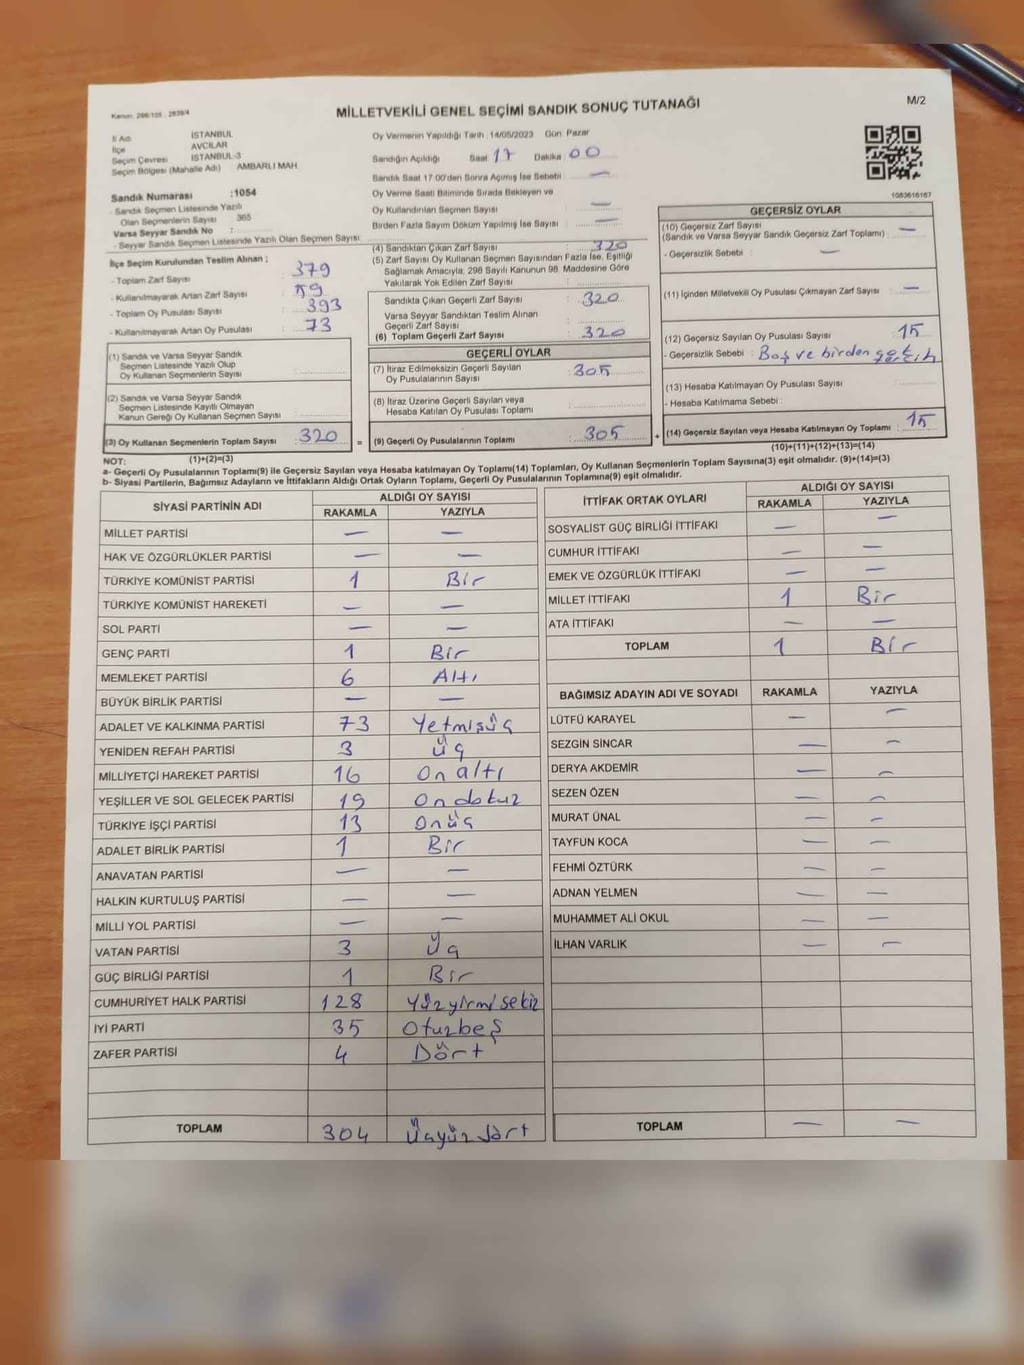 Kanun: 298/105 , 2839/4
MİLLETVEKİLİ GENEL SEÇİMİ SANDIK SONUÇ TUTANAĞI
M/2
İl Adı İSTANBUL
İlçe AVCILAR
Seçim Çevresi İSTANBUL-3
Seçim Bölgesi (Mahalle Adı) AMBARLI MAH.
Sandık Numarası :1054
- Sandık Seçmen Listesinde Yazılı
Olan Seçmenlerin Sayısı 365
Varsa Seyyar Sandık No :
- Seyyar Sandık Seçmen Listesinde Yazılı Olan Seçmen Sayısı:
Oy Vermenin Yapıldığı Tarih :14/05/2023 Gün: Pazar
Sandığın Açıldığı Saat: 17 Dakika: 00
Sandık Saat 17:00'den Sonra Açılmış İse Sebebi: —
Oy Verme Saati Bitiminde Sırada Bekleyen ve
Oy Kullandırılan Seçmen Sayısı —
Birden Fazla Sayım Döküm Yapılmış İse Sayısı : —
1083616167
İlçe Seçim Kurulundan Teslim Alınan ;
- Toplam Zarf Sayısı : 379
- Kullanılmayarak Artan Zarf Sayısı : 59
- Toplam Oy Pusulası Sayısı : 393
- Kullanılmayarak Artan Oy Pusulası : 73
(1) Sandık ve Varsa Seyyar Sandık
Seçmen Listesinde Yazılı Olup
Oy Kullanan Seçmenlerin Sayısı :
(2) Sandık ve Varsa Seyyar Sandık
Seçmen Listesinde Kayıtlı Olmayan
Kanun Gereği Oy Kullanan Seçmen Sayısı :
(3) Oy Kullanan Seçmenlerin Toplam Sayısı : 320
(1)+(2)=(3)
(4) Sandıktan Çıkan Zarf Sayısı : 320
(5) Zarf Sayısı Oy Kullanan Seçmen Sayısından Fazla İse, Eşitliği
Sağlamak Amacıyla, 298 Sayılı Kanunun 98. Maddesine Göre
Yakılarak Yok Edilen Zarf Sayısı :
Sandıkta Çıkan Geçerli Zarf Sayısı : 320
Varsa Seyyar Sandıktan Teslim Alınan
Geçerli Zarf Sayısı :
(6) Toplam Geçerli Zarf Sayısı : 320
GEÇERLİ OYLAR
(7) İtiraz Edilmeksizin Geçerli Sayılan
Oy Pusulalarının Sayısı : 305
(8) İtiraz Üzerine Geçerli Sayılan veya
Hesaba Katılan Oy Pusulası Toplamı :
= (9) Geçerli Oy Pusulalarının Toplamı : 305 +
GEÇERSİZ OYLAR
(10) Geçersiz Zarf Sayısı
(Sandık ve Varsa Seyyar Sandık Geçersiz Zarf Toplamı) : —
- Geçersizlik Sebebi : —
(11) İçinden Milletvekili Oy Pusulası Çıkmayan Zarf Sayısı : —
(12) Geçersiz Sayılan Oy Pusulası Sayısı : 15
- Geçersizlik Sebebi : Boş ve birden çok
(13) Hesaba Katılmayan Oy Pusulası Sayısı :
- Hesaba Katılmama Sebebi :
(14) Geçersiz Sayılan veya Hesaba Katılmayan Oy Toplamı : 15
(10)+(11)+(12)+(13)=(14)
NOT:
a- Geçerli Oy Pusulalarının Toplamı(9) ile Geçersiz Sayılan veya Hesaba katılmayan Oy Toplamı(14) Toplamları, Oy Kullanan Seçmenlerin Toplam Sayısına(3) eşit olmalıdır. (9)+(14)=(3)
b- Siyasi Partilerin, Bağımsız Adayların ve İttifakların Aldığı Ortak Oyların Toplamı, Geçerli Oy Pusulalarının Toplamına(9) eşit olmalıdır.
SİYASİ PARTİNİN ADI ALDIĞI OY SAYISI
RAKAMLA YAZIYLA
MİLLET PARTİSİ — —
HAK VE ÖZGÜRLÜKLER PARTİSİ — —
TÜRKİYE KOMÜNİST PARTİSİ 1 Bir
TÜRKİYE KOMÜNİST HAREKETİ — —
SOL PARTİ — —
GENÇ PARTİ 1 Bir
MEMLEKET PARTİSİ 6 Altı
BÜYÜK BİRLİK PARTİSİ — —
ADALET VE KALKINMA PARTİSİ 73 Yetmişüç
YENİDEN REFAH PARTİSİ 3 Üç
MİLLİYETÇİ HAREKET PARTİSİ 16 On altı
YEŞİLLER VE SOL GELECEK PARTİSİ 19 On dokuz
TÜRKİYE İŞÇİ PARTİSİ 13 Onüç
ADALET BİRLİK PARTİSİ 1 Bir
ANAVATAN PARTİSİ — —
HALKIN KURTULUŞ PARTİSİ — —
MİLLİ YOL PARTİSİ — —
VATAN PARTİSİ 3 Üç
GÜÇ BİRLİĞİ PARTİSİ 1 Bir
CUMHURİYET HALK PARTİSİ 128 Yüzyirmi sekiz
İYİ PARTİ 35 Oturbeş
ZAFER PARTİSİ 4 Dört
TOPLAM 304 Üçyüz dört
İTTİFAK ORTAK OYLARI ALDIĞI OY SAYISI
RAKAMLA YAZIYLA
SOSYALİST GÜÇ BİRLİĞİ İTTİFAKI — —
CUMHUR İTTİFAKI — —
EMEK VE ÖZGÜRLÜK İTTİFAKI — —
MİLLET İTTİFAKI 1 Bir
ATA İTTİFAKI — —
TOPLAM 1 Bir
BAĞIMSIZ ADAYIN ADI VE SOYADI RAKAMLA YAZIYLA
LÜTFÜ KARAYEL — —
SEZGİN SİNCAR — —
DERYA AKDEMİR — —
SEZEN ÖZEN — —
MURAT ÜNAL — —
TAYFUN KOCA — —
FEHMİ ÖZTÜRK — —
ADNAN YELMEN — —
MUHAMMET ALİ OKUL — —
İLHAN VARLIK — —
TOPLAM — —